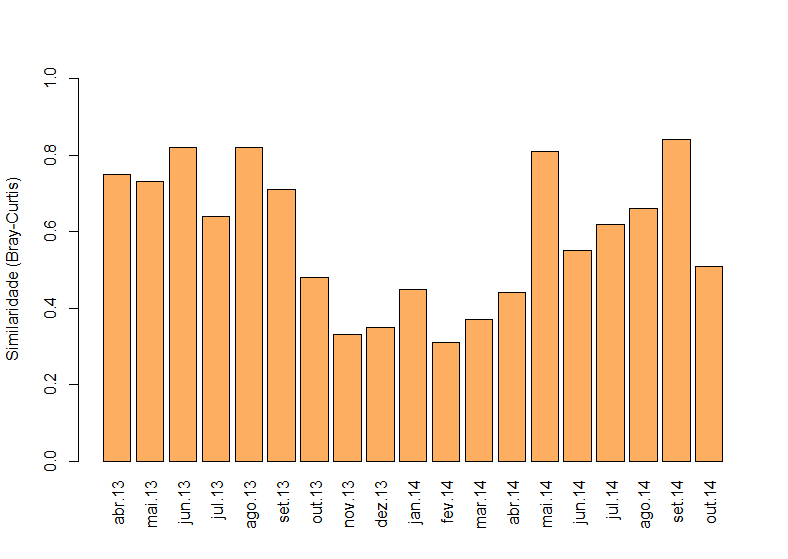 Similaridade (Bray-Curtis)
1.0
0.8
0.6
0.4
0.2
0.0
abr.13
mai.13
jun.13
jul.13
ago.13
set.13
out.13
nov.13
dez.13
jan.14
fev.14
mar.14
abr.14
mai.14
jun.14
jul.14
ago.14
set.14
out.14